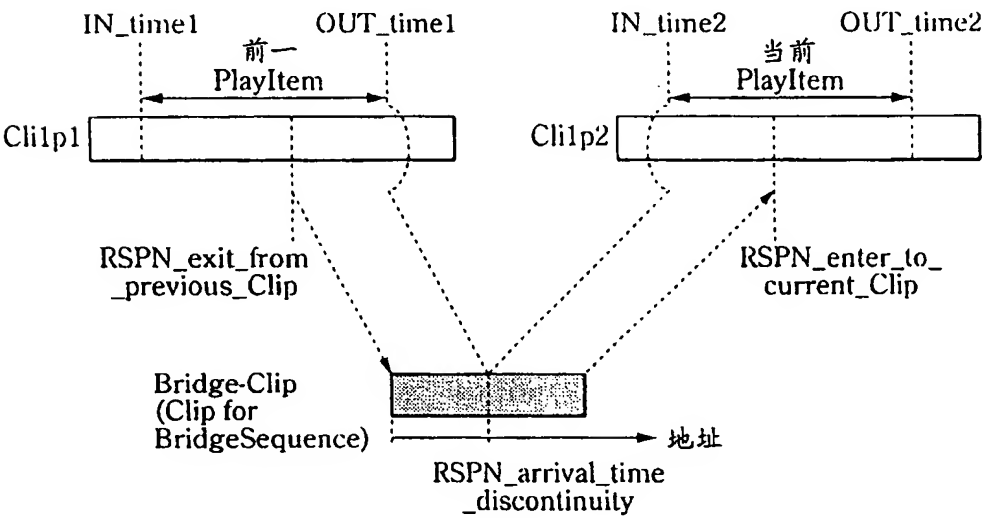 IN_time1
OUT_time1
IN_time2
OUT_time2
前一
PlayItem
当前
PlayItem
Cli1p1
Cli1p2
RSPN_exit_from
_previous_Clip
RSPN_enter_to_
current_Clip
Bridge-Clip
(Clip for
BridgeSequence)
地址
RSPN_arrival_time
_discontinuity